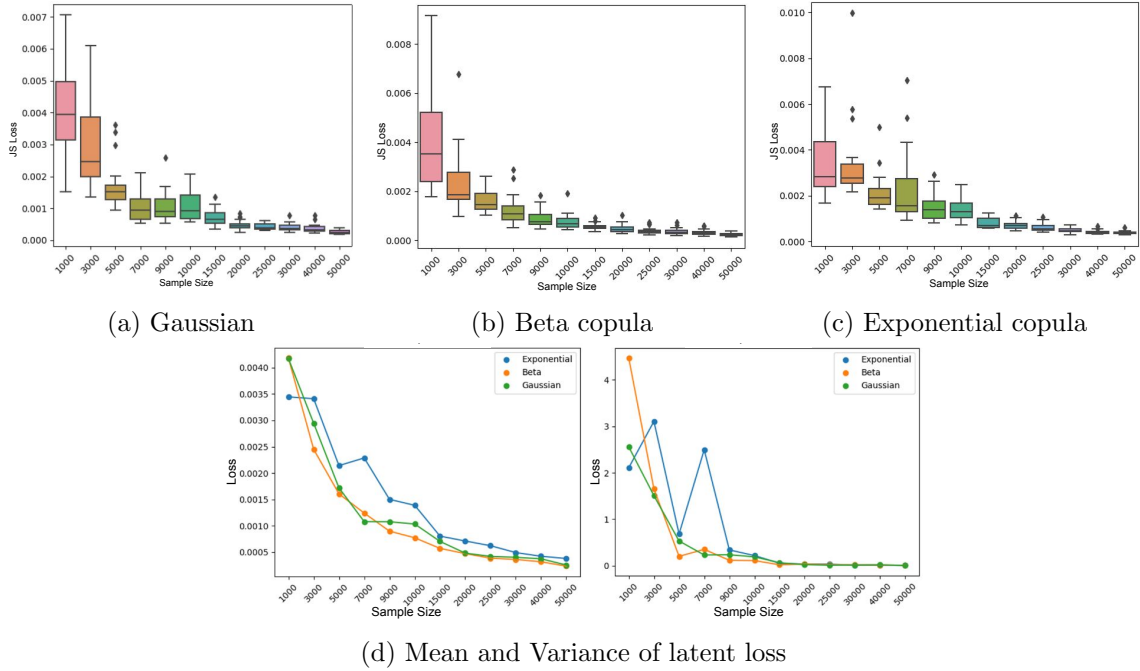 0.007
0.006
0.005
0.004
0.003
0.002
0.001
0.000
JS Loss
1000 3000 5000 7000 9000 10000 15000 20000 25000 30000 40000 50000
Sample Size
0.008
0.006
0.004
0.002
0.000
1000 3000 5000 7000 9000 10000 15000 20000 25000 30000 40000 50000
Sample Size
0.010
0.008
0.006
0.004
0.002
0.000
JS Loss
1000 3000 5000 7000 9000 10000 15000 20000 25000 30000 40000 50000
Sample Size
(a) Gaussian
(b) Beta copula
(c) Exponential copula
0.0040
0.0035
0.0030
0.0025
0.0020
0.0015
0.0010
0.0005
Loss
Exponential
Beta
Gaussian
1000 3000 5000 7000 9000 10000 15000 20000 25000 30000 40000 50000
Sample Size
4
3
2
1
0
Loss
Exponential
Beta
Gaussian
1000 3000 5000 7000 9000 10000 15000 20000 25000 30000 40000 50000
Sample Size
(d) Mean and Variance of latent loss